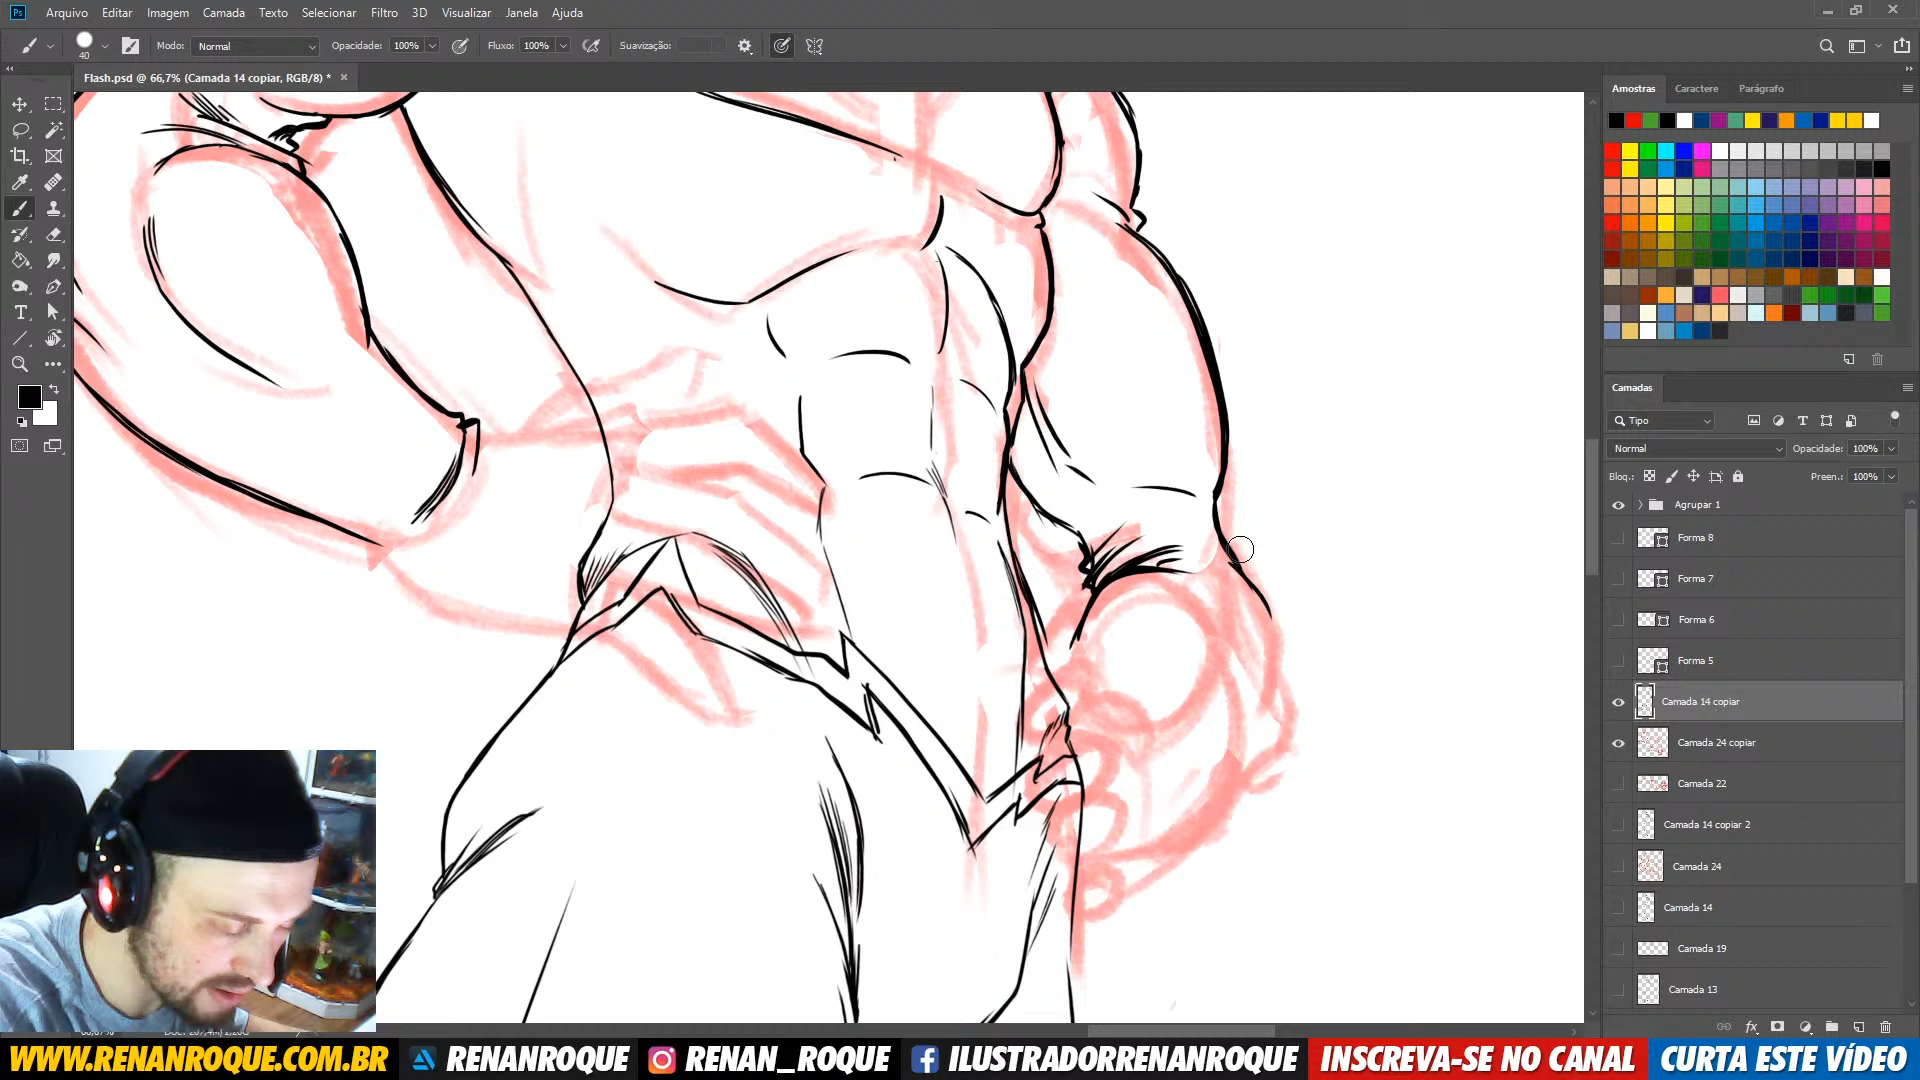 Ps Arquivo Editar Imagem Camada Texto Selecionar Filtro 3D Visualizar Janela Ajuda
40 Modo: Normal Opacidade: 100% Fluxo: 100% Suavização:
Flash.psd @ 66,7% (Camada 14 copiar, RGB/8) *
Amostras Caractere Parágrafo
Camadas
Tipo
Normal Opacidade: 100%
Bloq.: Preen.: 100%
Agrupar 1
Forma 8
Forma 7
Forma 6
Forma 5
Camada 14 copiar
Camada 24 copiar
Camada 22
Camada 14 copiar 2
Camada 24
Camada 14
Camada 19
Camada 13
WWW.RENANROQUE.COM.BR RENANROQUE RENAN__ROQUE ILUSTRADORRENANROQUE INSCREVA-SE NO CANAL CURTA ESTE VÍDEO